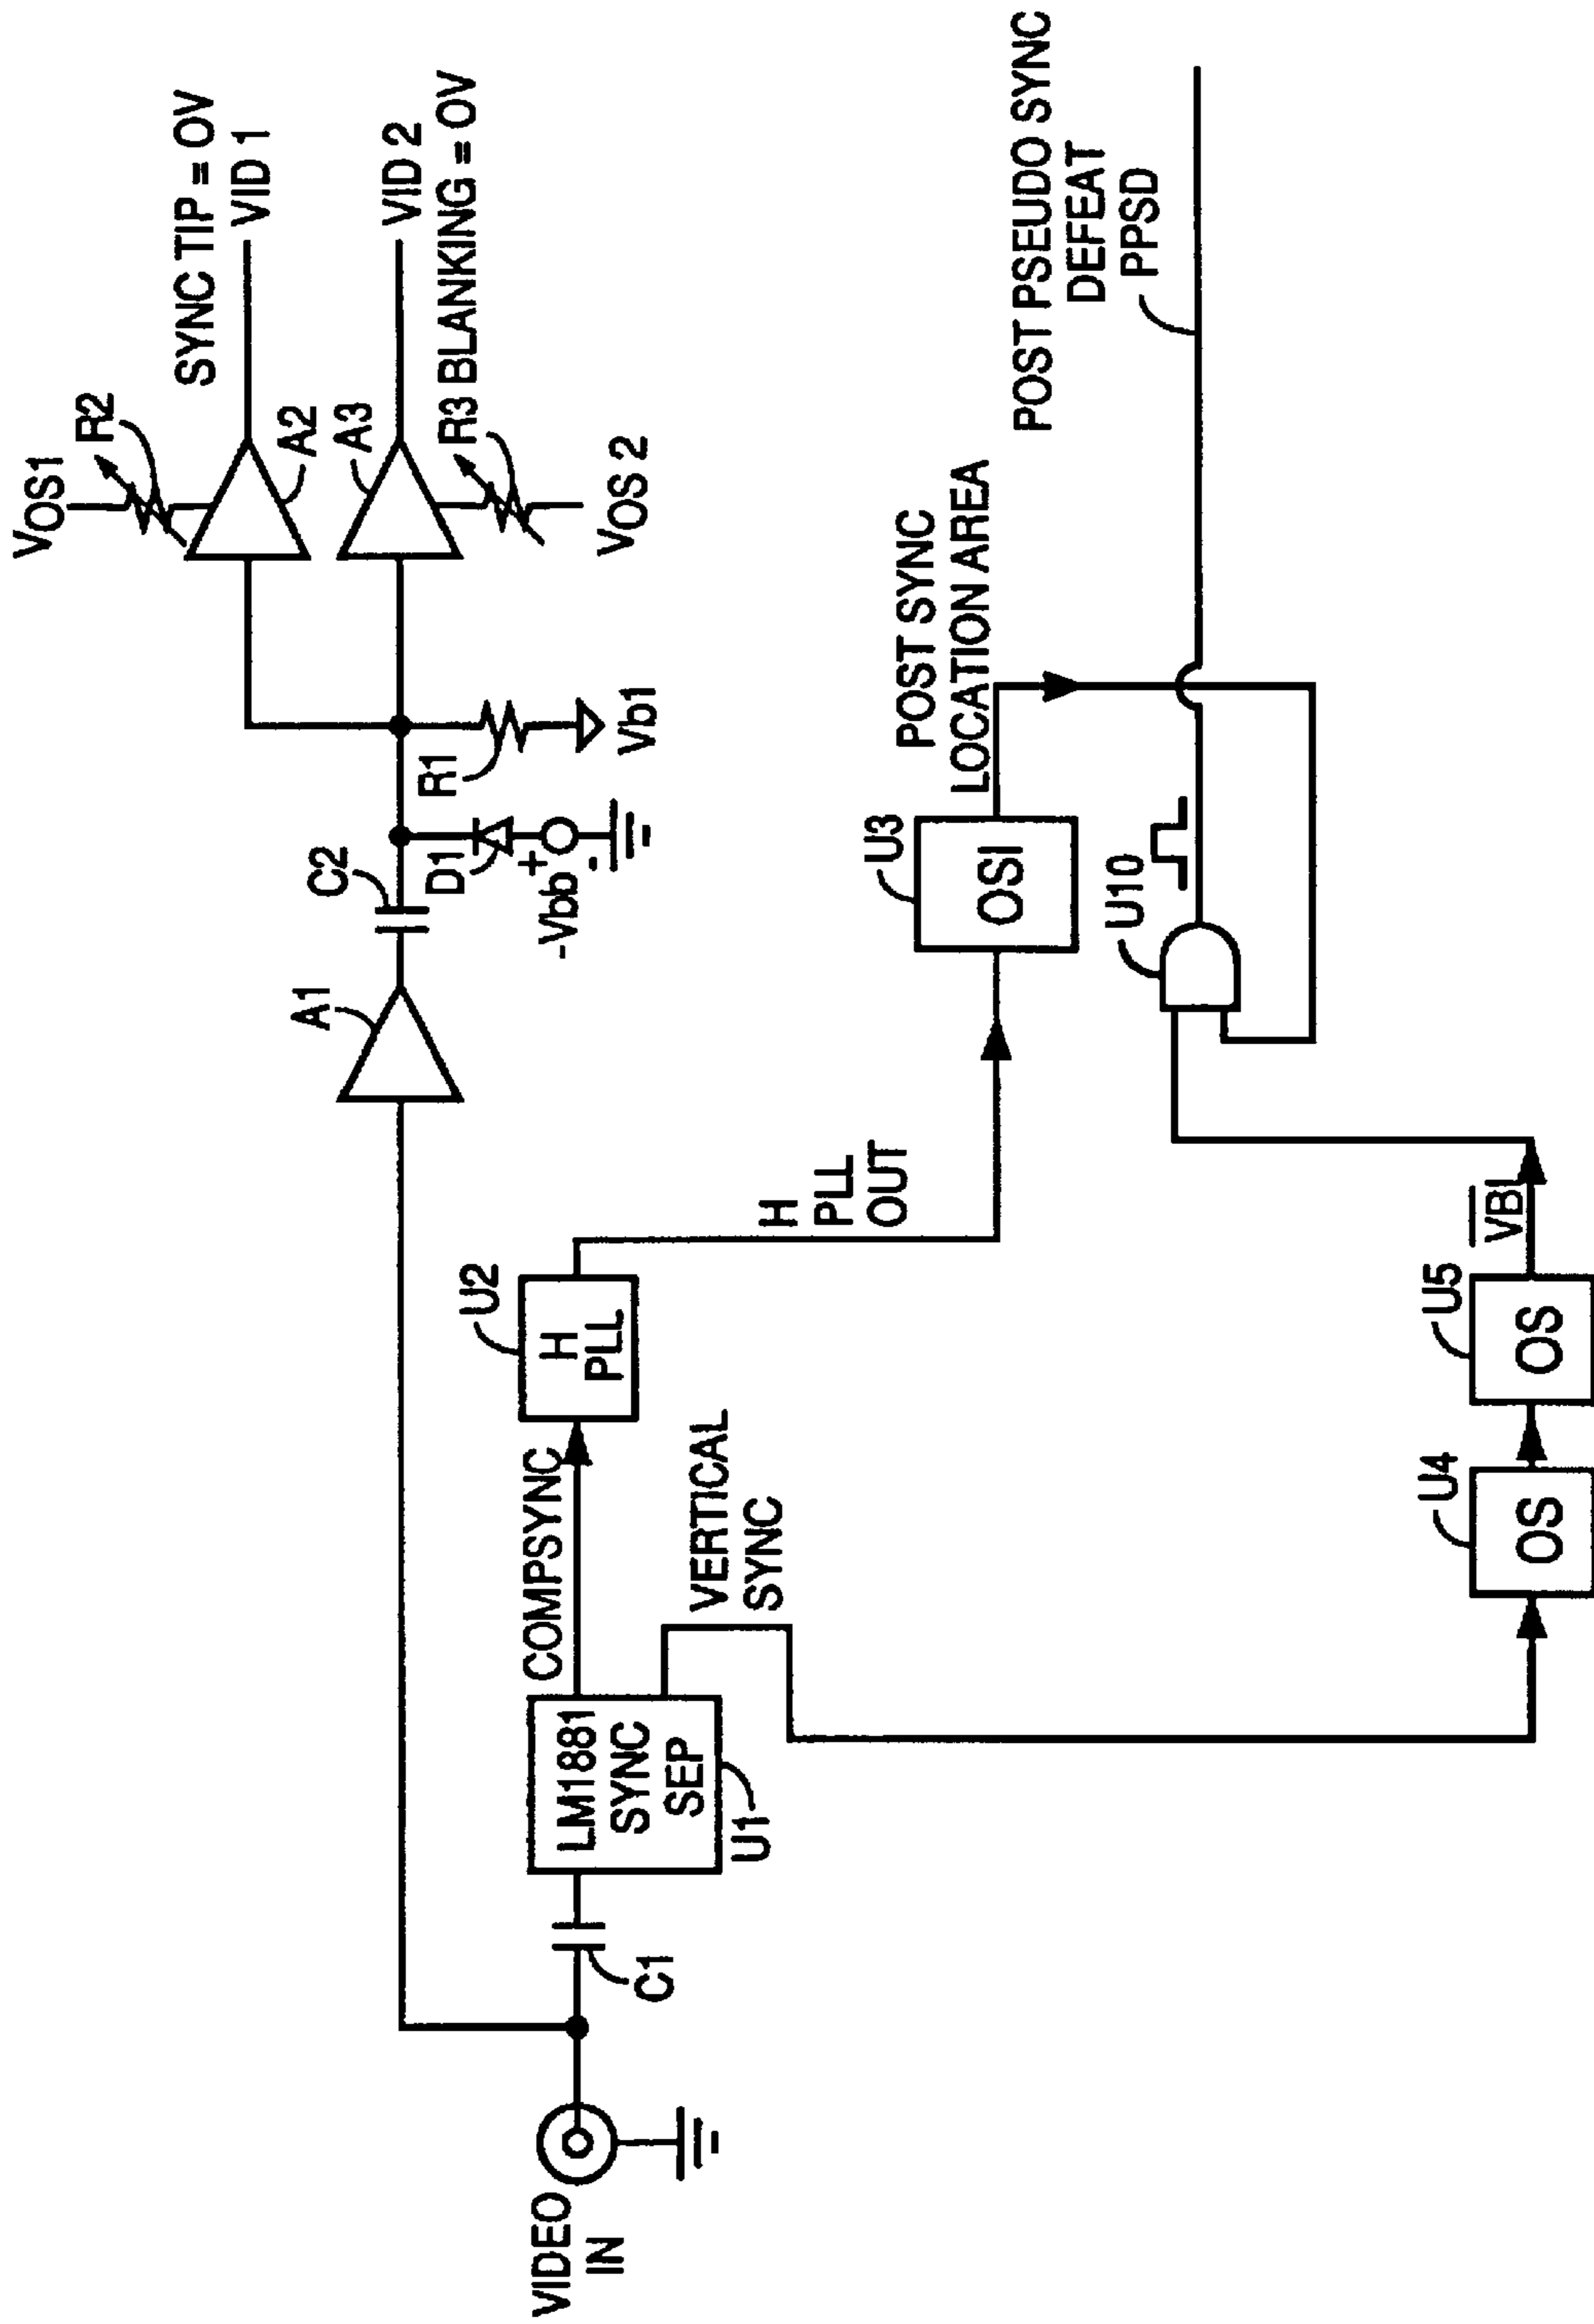 VOS1
R2
SYNC TIP = OV
VID 1
A2
A3
VID 2
R3 BLANKING = OV
VOS 2
A1
C2
D1
+
-Vbb
-
R1
Vb1
VIDEO
IN
C1
LM1881
SYNC
SEP
U1
COMPSYNC
VERTICAL
SYNC
U2
H
PLL
H
PLL
OUT
U3
OSI
POST SYNC
LOCATION AREA
U10
POST PSEUDO SYNC
DEFEAT
PPSD
U4
OS
U5
OS
VBI